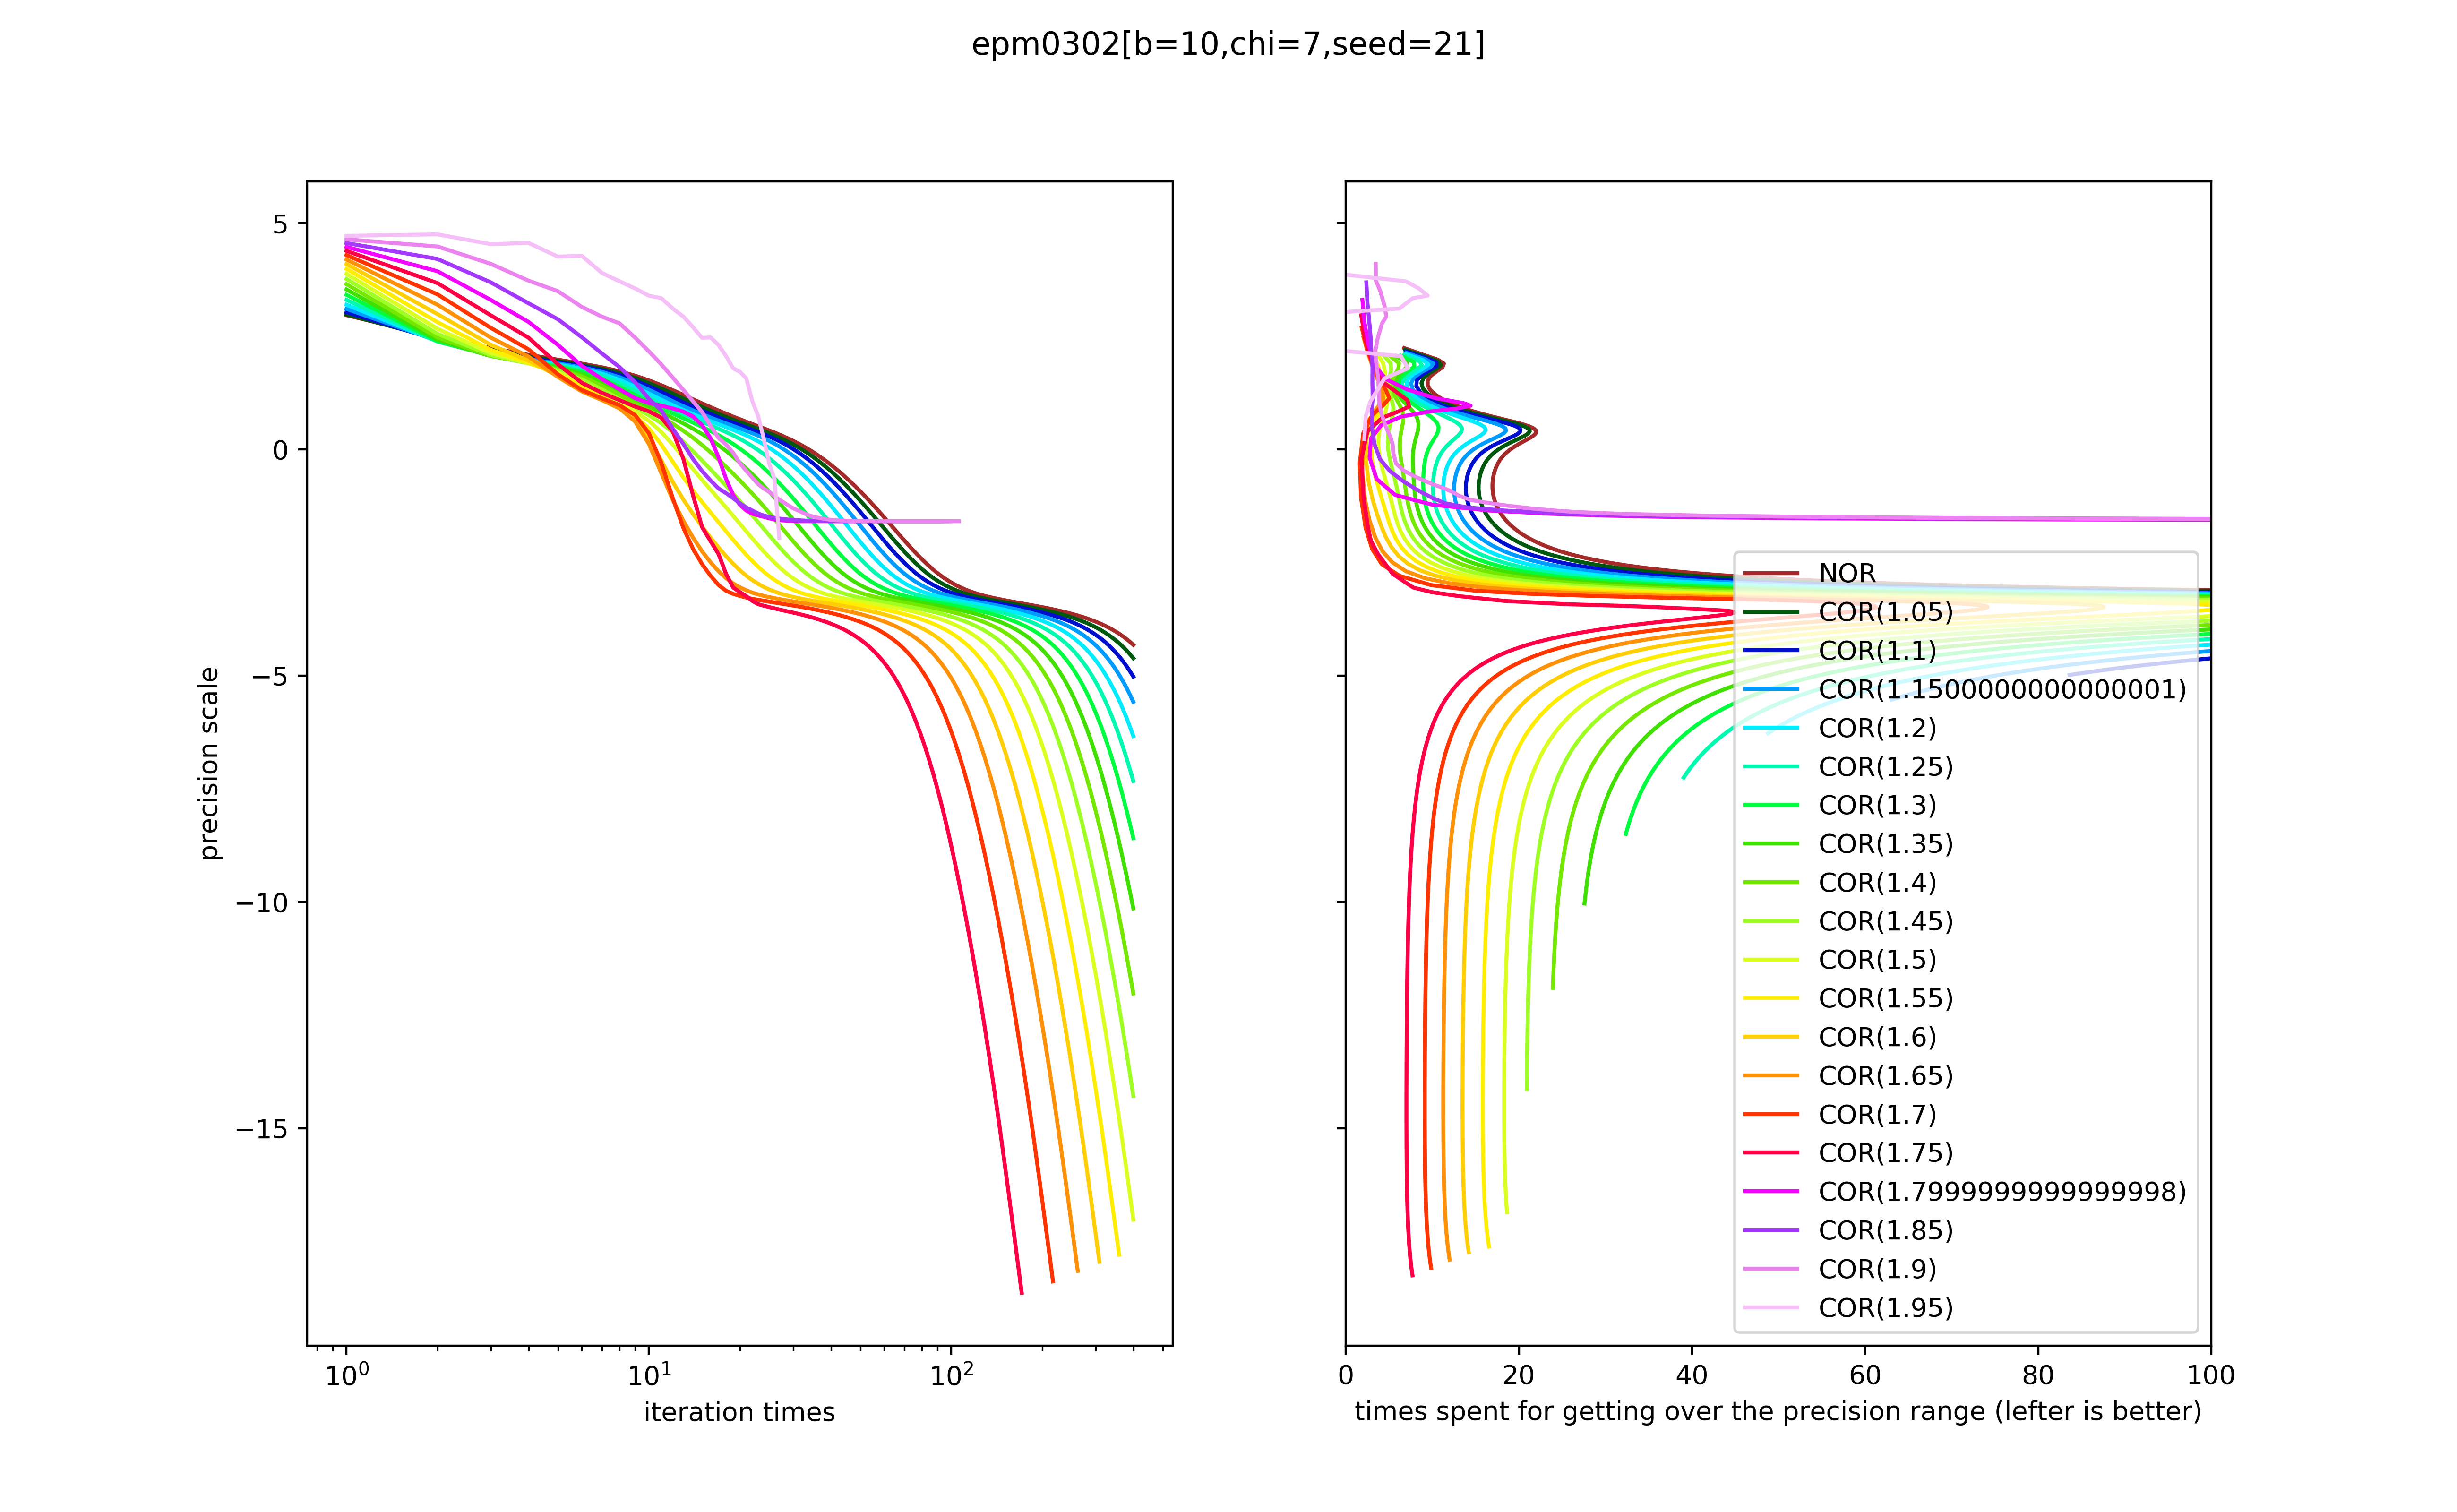 epm0302[b=10,chi=7,seed=21]
precision scale
5
0
−5
−10
−15
10⁰
10¹
10²
iteration times
0
20
40
60
80
100
times spent for getting over the precision range (lefter is better)
NOR
COR(1.05)
COR(1.1)
COR(1.1500000000000001)
COR(1.2)
COR(1.25)
COR(1.3)
COR(1.35)
COR(1.4)
COR(1.45)
COR(1.5)
COR(1.55)
COR(1.6)
COR(1.65)
COR(1.7)
COR(1.75)
COR(1.7999999999999998)
COR(1.85)
COR(1.9)
COR(1.95)